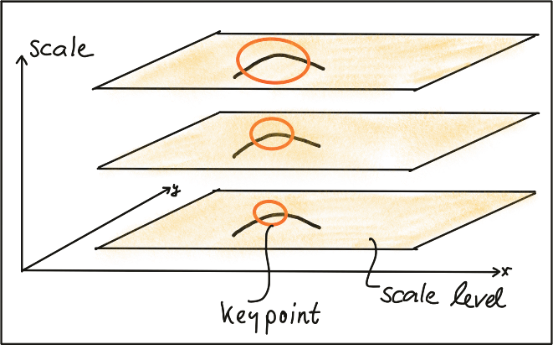 scale
y
x
keypoint
scale level